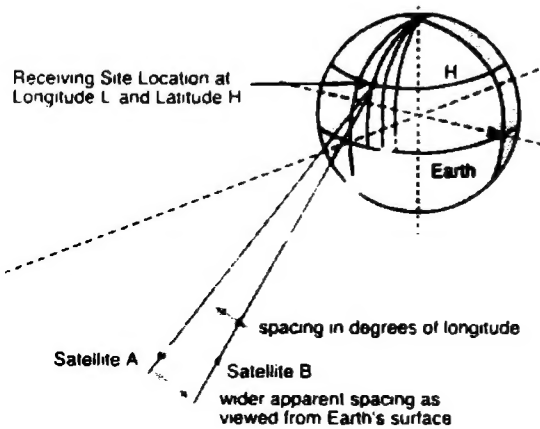 Receiving Site Location at
Longitude L and Latitude H
H
Earth
spacing in degrees of longitude
Satellite A
Satellite B
wider apparent spacing as
viewed from Earth's surface